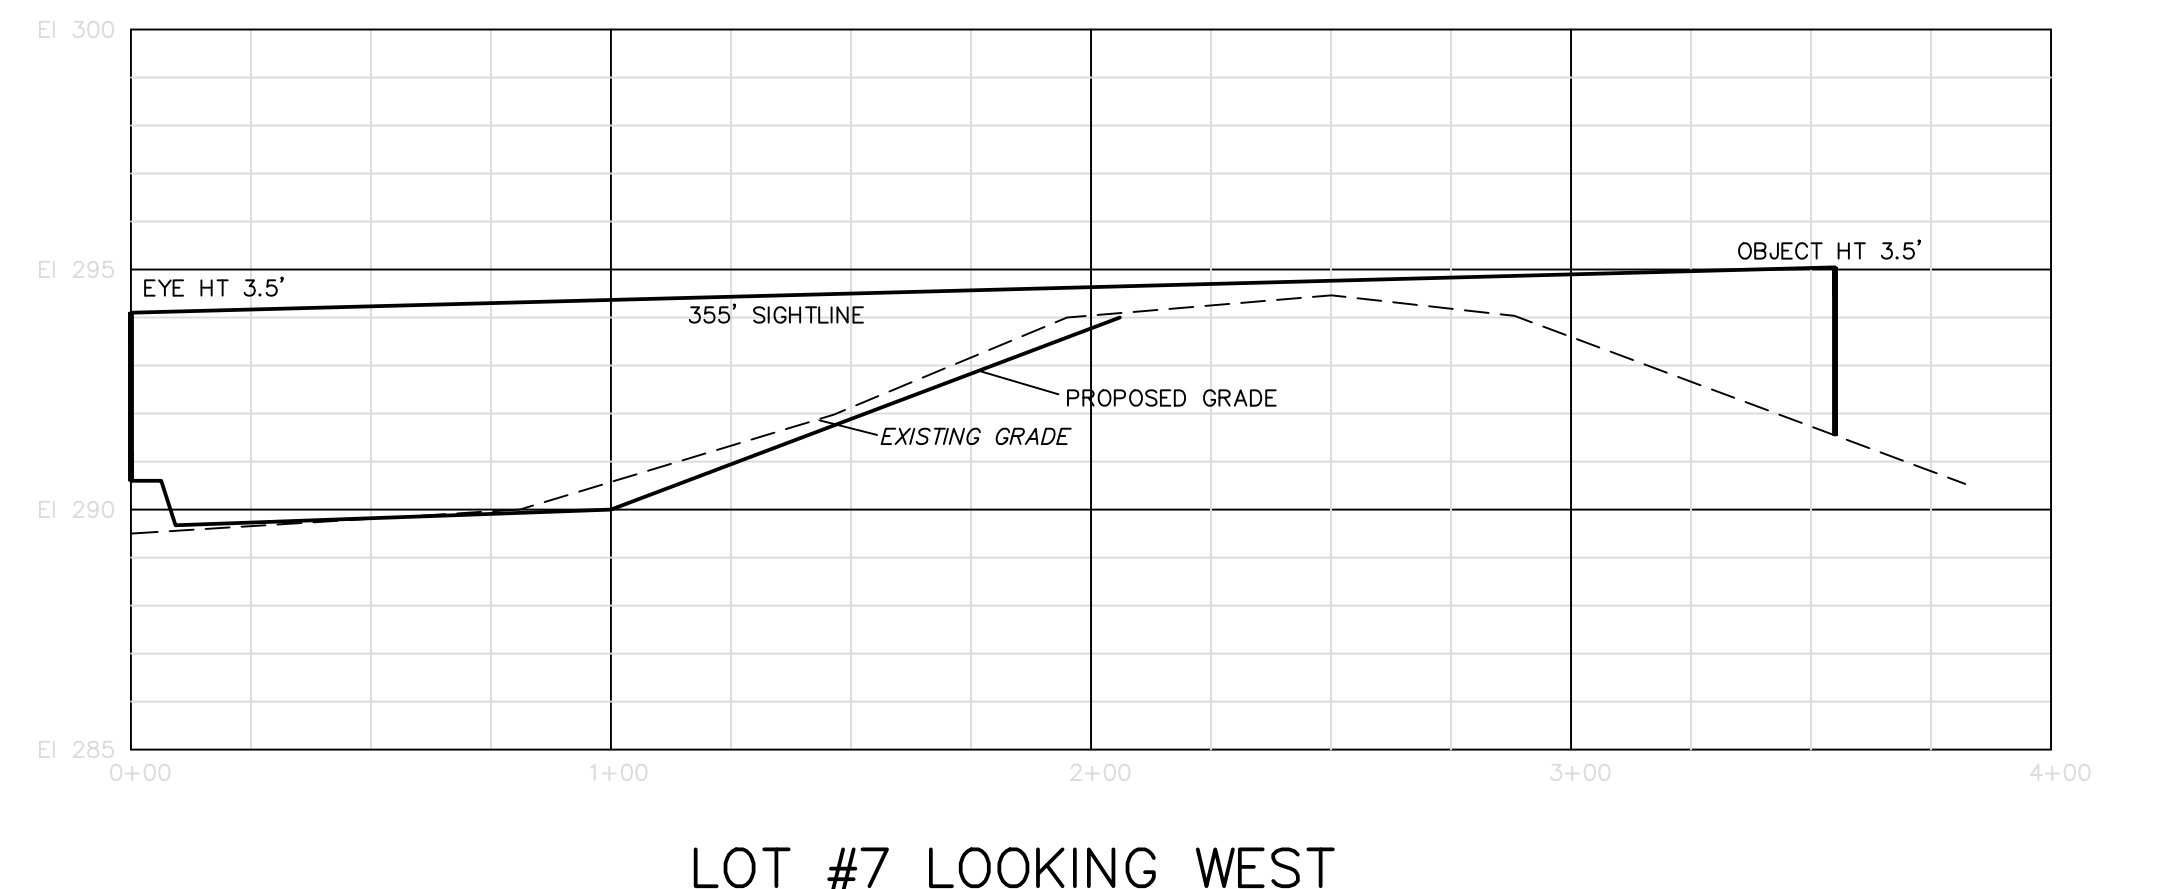 El 300
OBJECT HT 3.5'
El 295
EYE HT 3.5'
355' SIGHTLINE
PROPOSED GRADE
EXISTING GRADE
El 290
El 285
0+00 1+00 2+00 3+00 4+00
LOT #7 LOOKING WEST